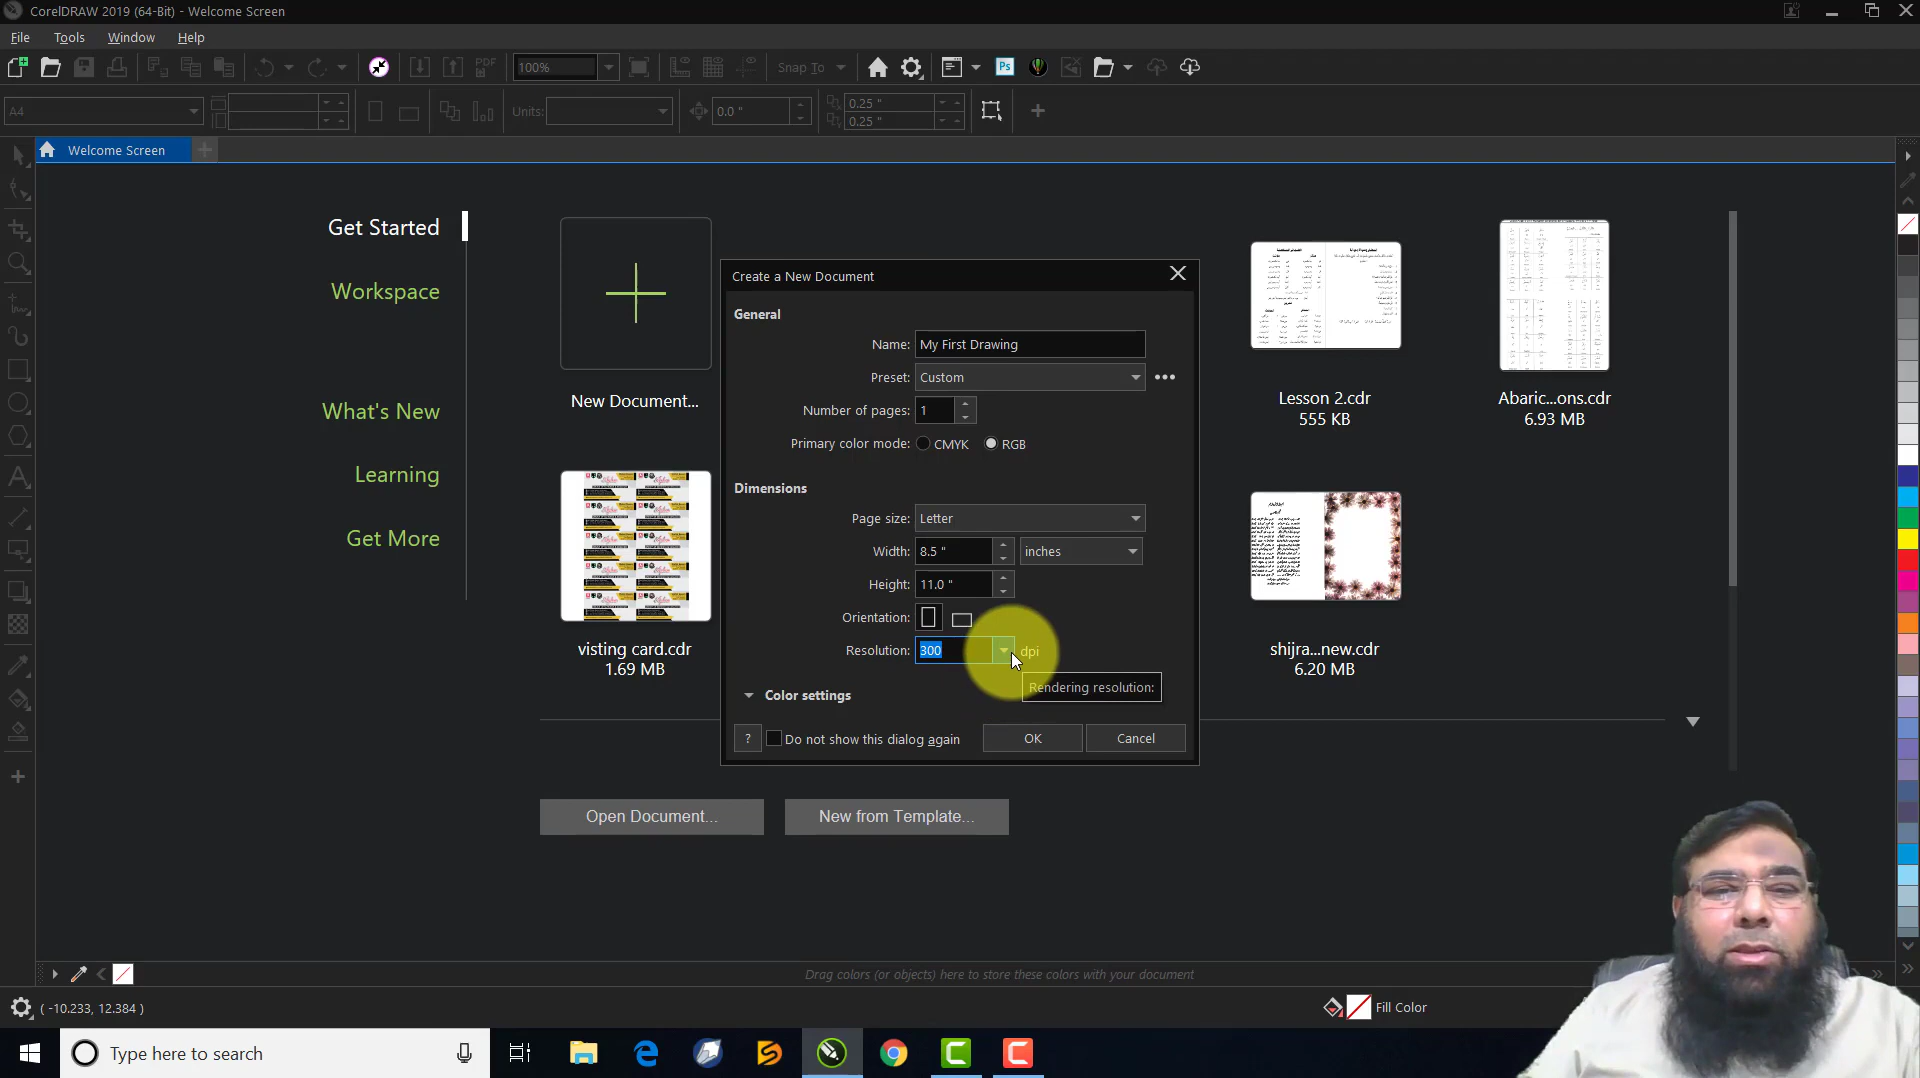 CorelDRAW 2019 (64-Bit) - Welcome Screen
File Tools Window Help
100% Snap To
A4 Units: 0.0 " 0.25 "
0.25 "
Welcome Screen
Get Started
Workspace
What's New
Learning
Get More
New Document...
visting card.cdr
1.69 MB
Lesson 2.cdr
555 KB
Abaric...ons.cdr
6.93 MB
shijra...new.cdr
6.20 MB
Create a New Document
General
Name: My First Drawing
Preset: Custom
Number of pages: 1
Primary color mode: CMYK RGB
Dimensions
Page size: Letter
Width: 8.5 " inches
Height: 11.0 "
Orientation:
Resolution: 300 dpi
Rendering resolution:
Color settings
? Do not show this dialog again OK Cancel
Open Document... New from Template...
Drag colors (or objects) here to store these colors with your document
( -10.233, 12.384 ) Fill Color
Type here to search